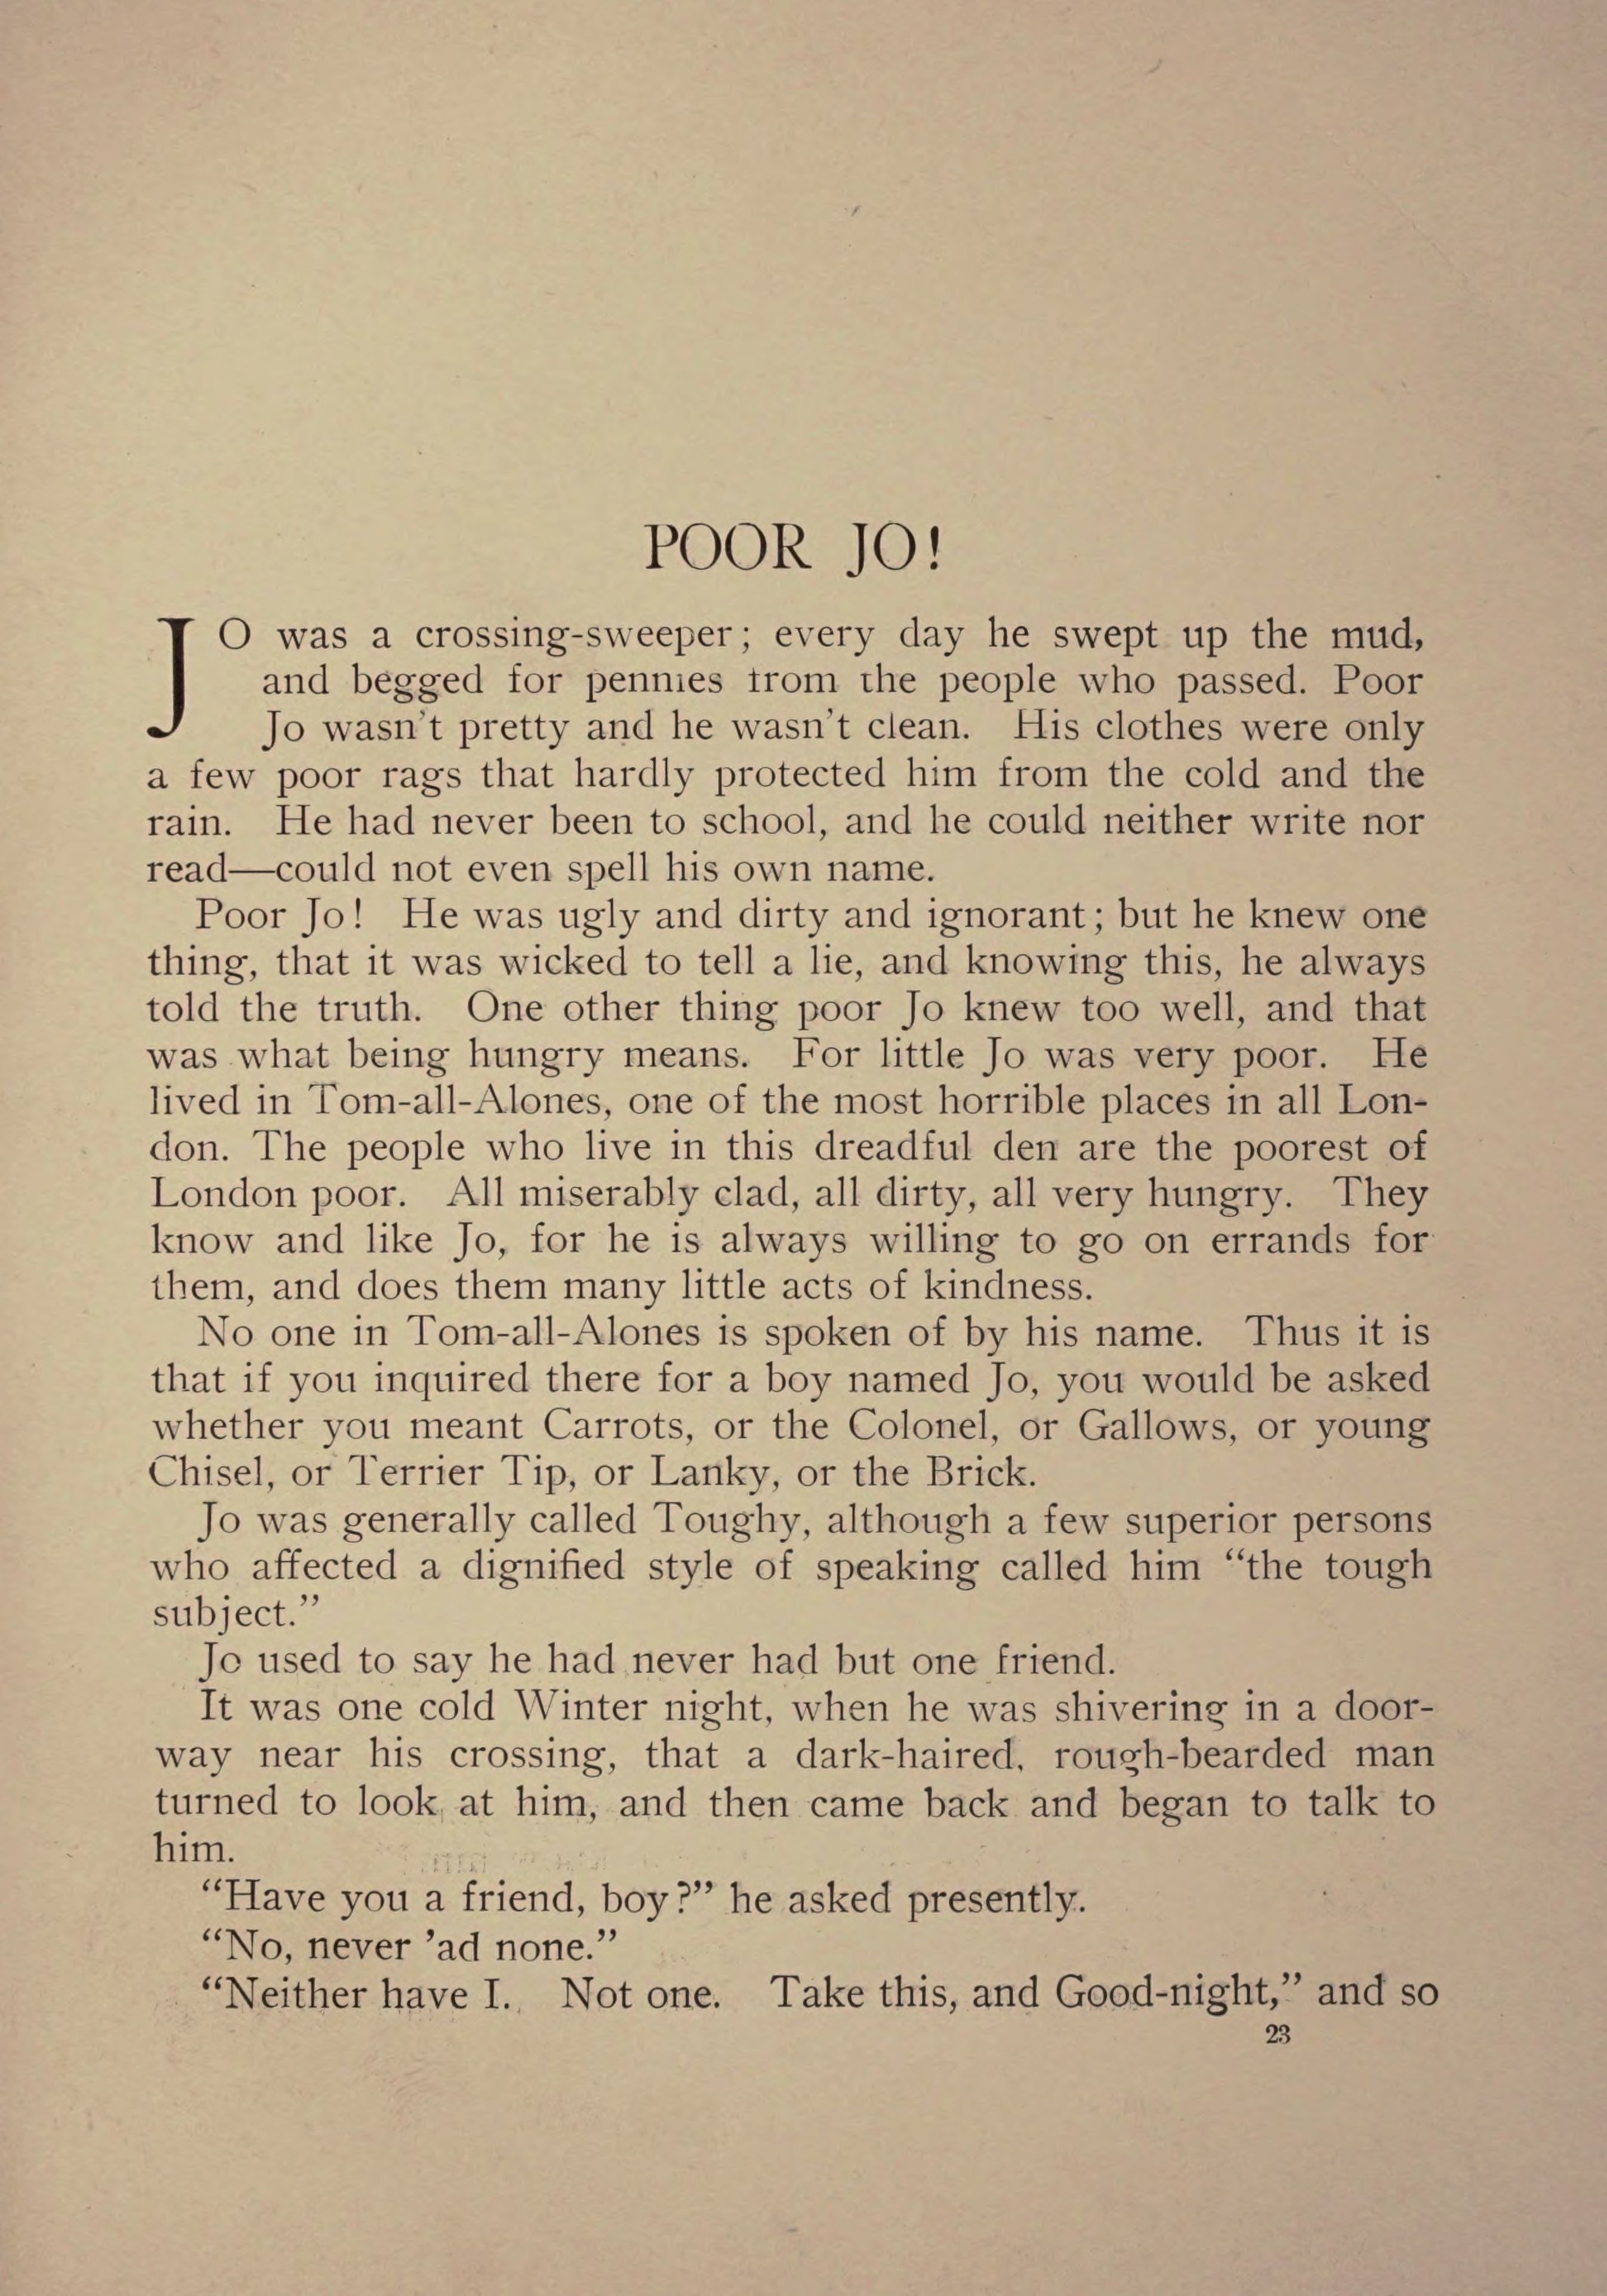 POOR JO!
JO was a crossing-sweeper; every day he swept up the mud,
and begged for pennies from the people who passed. Poor
Jo wasn't pretty and he wasn't clean. His clothes were only
a few poor rags that hardly protected him from the cold and the
rain. He had never been to school, and he could neither write nor
read—could not even spell his own name.
Poor Jo! He was ugly and dirty and ignorant; but he knew one
thing, that it was wicked to tell a lie, and knowing this, he always
told the truth. One other thing poor Jo knew too well, and that
was what being hungry means. For little Jo was very poor. He
lived in Tom-all-Alones, one of the most horrible places in all Lon-
don. The people who live in this dreadful den are the poorest of
London poor. All miserably clad, all dirty, all very hungry. They
know and like Jo, for he is always willing to go on errands for
them, and does them many little acts of kindness.
No one in Tom-all-Alones is spoken of by his name. Thus it is
that if you inquired there for a boy named Jo, you would be asked
whether you meant Carrots, or the Colonel, or Gallows, or young
Chisel, or Terrier Tip, or Lanky, or the Brick.
Jo was generally called Toughy, although a few superior persons
who affected a dignified style of speaking called him “the tough
subject.”
Jo used to say he had never had but one friend.
It was one cold Winter night, when he was shivering in a door-
way near his crossing, that a dark-haired, rough-bearded man
turned to look at him, and then came back and began to talk to
him.
“Have you a friend, boy?” he asked presently.
“No, never ’ad none.”
“Neither have I. Not one. Take this, and Good-night,” and so
23